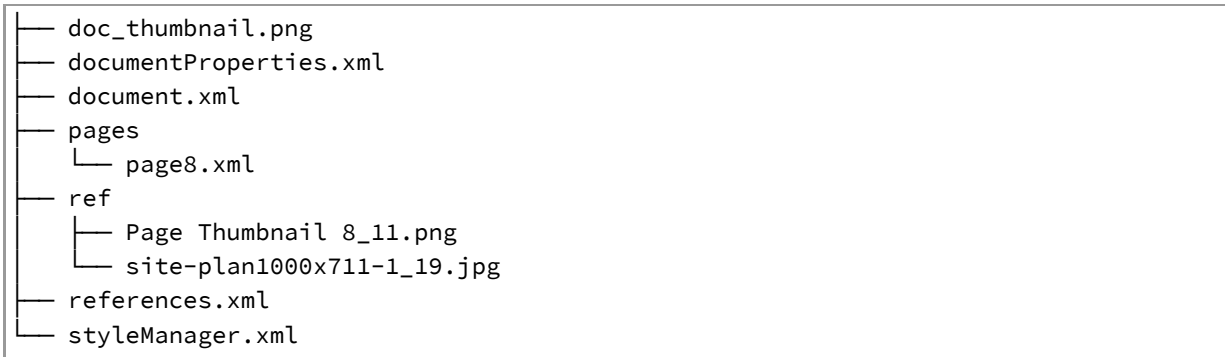 ├── doc_thumbnail.png
├── documentProperties.xml
├── document.xml
├── pages
│   └── page8.xml
├── ref
│   ├── Page Thumbnail 8_11.png
│   └── site-plan1000x711-1_19.jpg
├── references.xml
└── styleManager.xml